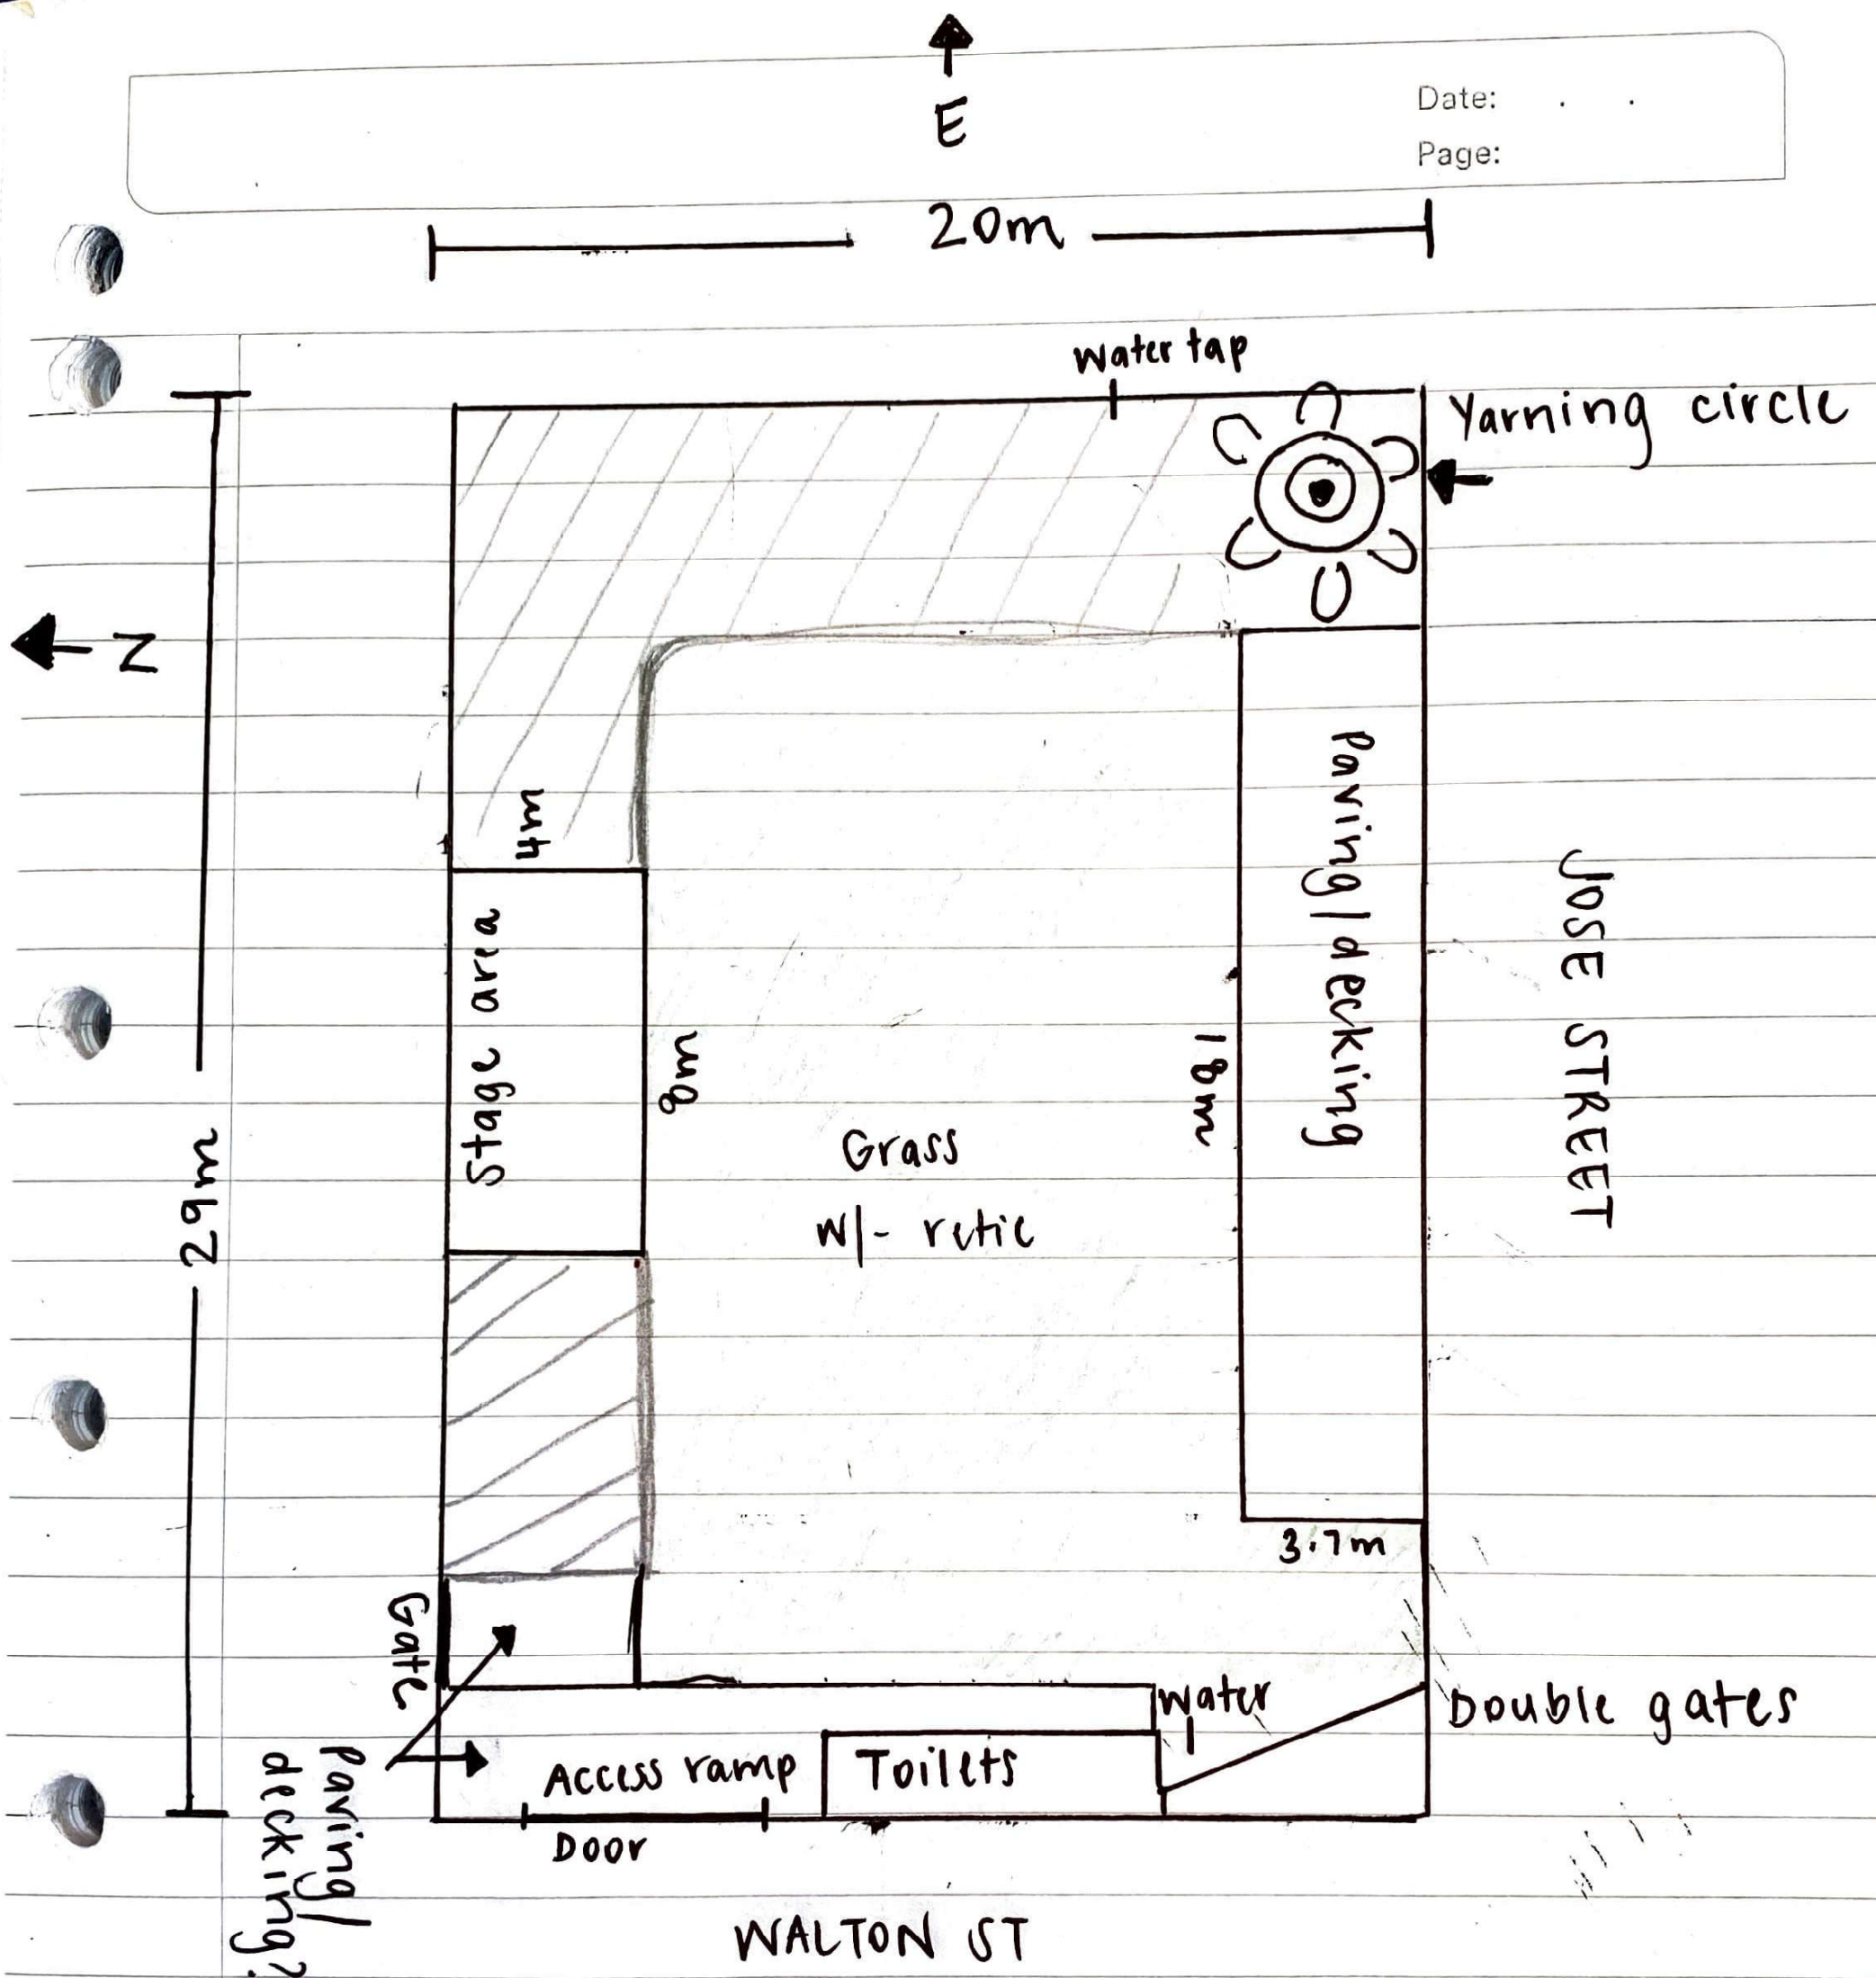 E
Date: . .
Page:
20m
Water tap
Yarning circle
N
4m
Paving/decking
JOSE STREET
Stage area
8m
18m
29m
Grass
w/- retic
3.7m
Gate
Water
Double gates
Access ramp
Toilets
Paving/
decking?
Door
WALTON ST